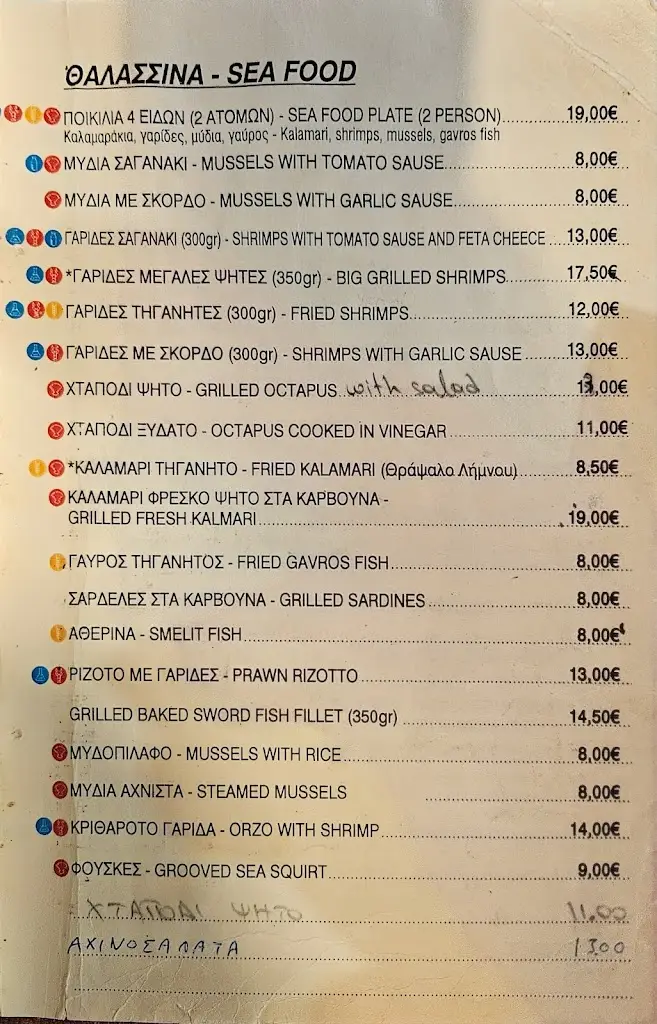 ΘΑΛΑΣΣΙΝΑ - SEA FOOD
ΠΟΙΚΙΛΙΑ 4 ΕΙΔΩΝ (2 ΑΤΟΜΩΝ) - SEA FOOD PLATE (2 PERSON) 19,00€
Καλαμαράκια, γαρίδες, μύδια, γαύρος - Kalamari, shrimps, mussels, gavros fish
ΜΥΔΙΑ ΣΑΓΑΝΑΚΙ - MUSSELS WITH TOMATO SAUSE 8,00€
ΜΥΔΙΑ ΜΕ ΣΚΟΡΔΟ - MUSSELS WITH GARLIC SAUSE 8,00€
ΓΑΡΙΔΕΣ ΣΑΓΑΝΑΚΙ (300gr) - SHRIMPS WITH TOMATO SAUSE AND FETA CHEECE 13,00€
*ΓΑΡΙΔΕΣ ΜΕΓΑΛΕΣ ΨΗΤΕΣ (350gr) - BIG GRILLED SHRIMPS 17,50€
ΓΑΡΙΔΕΣ ΤΗΓΑΝΗΤΕΣ (300gr) - FRIED SHRIMPS 12,00€
ΓΑΡΙΔΕΣ ΜΕ ΣΚΟΡΔΟ (300gr) - SHRIMPS WITH GARLIC SAUSE 13,00€
ΧΤΑΠΟΔΙ ΨΗΤΟ - GRILLED OCTAPUS with salad
ΧΤΑΠΟΔΙ ΞΥΔΑΤΟ - OCTAPUS COOKED IN VINEGAR 11,00€
*ΚΑΛΑΜΑΡΙ ΤΗΓΑΝΗΤΟ - FRIED KALAMARI (Θράψαλο Λήμνου) 8,50€
ΚΑΛΑΜΑΡΙ ΦΡΕΣΚΟ ΨΗΤΟ ΣΤΑ ΚΑΡΒΟΥΝΑ -
GRILLED FRESH KALMARI 19,00€
ΓΑΥΡΟΣ ΤΗΓΑΝΗΤΟΣ - FRIED GAVROS FISH 8,00€
ΣΑΡΔΕΛΕΣ ΣΤΑ ΚΑΡΒΟΥΝΑ - GRILLED SARDINES 8,00€
ΑΘΕΡΙΝΑ - SMELIT FISH 8,00€
ΡΙΖΟΤΟ ΜΕ ΓΑΡΙΔΕΣ - PRAWN RIZOTTO 13,00€
GRILLED BAKED SWORD FISH FILLET (350gr) 14,50€
ΜΥΔΟΠΙΛΑΦΟ - MUSSELS WITH RICE 8,00€
ΜΥΔΙΑ ΑΧΝΙΣΤΑ - STEAMED MUSSELS 8,00€
ΚΡΙΘΑΡΟΤΟ ΓΑΡΙΔΑ - ORZO WITH SHRIMP 14,00€
ΦΟΥΣΚΕΣ - GROOVED SEA SQUIRT 9,00€
ΧΤΑΠΟΔΙ ΨΗΤΟ 11.00
ΑΧΙΝΟΣΑΛΑΤΑ 1300